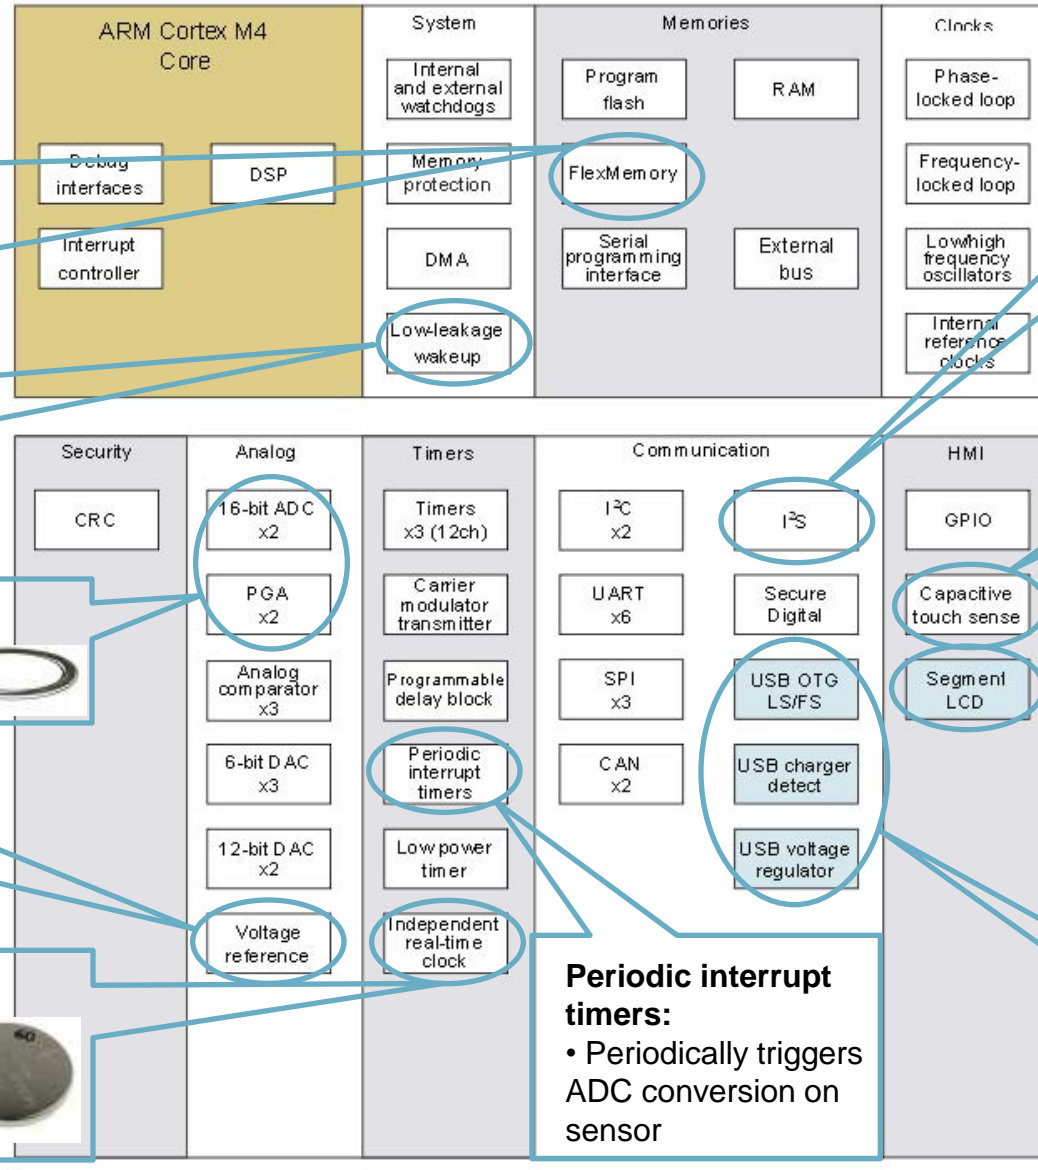 ARM Cortex M4
Core
Debug
interfaces
DSP
Interrupt
controller
System
Internal
and external
watchdogs
Memory
protection
DMA
Low-leakage
wakeup
Memories
Program
flash
RAM
FlexMemory
Serial
programming
interface
External
bus
Clocks
Phase-
locked loop
Frequency-
locked loop
Low/high
frequency
oscillators
Internal
reference
clocks
Security
CRC
Analog
16-bit ADC
x2
PGA
x2
Analog
comparator
x3
6-bit DAC
x3
12-bit DAC
x2
Voltage
reference
Timers
Timers
x3 (12ch)
Carrier
modulator
transmitter
Programmable
delay block
Periodic
interrupt
timers
Low power
timer
Independent
real-time
clock
Communication
I²C
x2
I²S
UART
x6
Secure
Digital
SPI
x3
USB OTG
LS/FS
CAN
x2
USB charger
detect
USB voltage
regulator
HMI
GPIO
Capacitive
touch sense
Segment
LCD
Periodic interrupt
timers:
• Periodically triggers
ADC conversion on
sensor